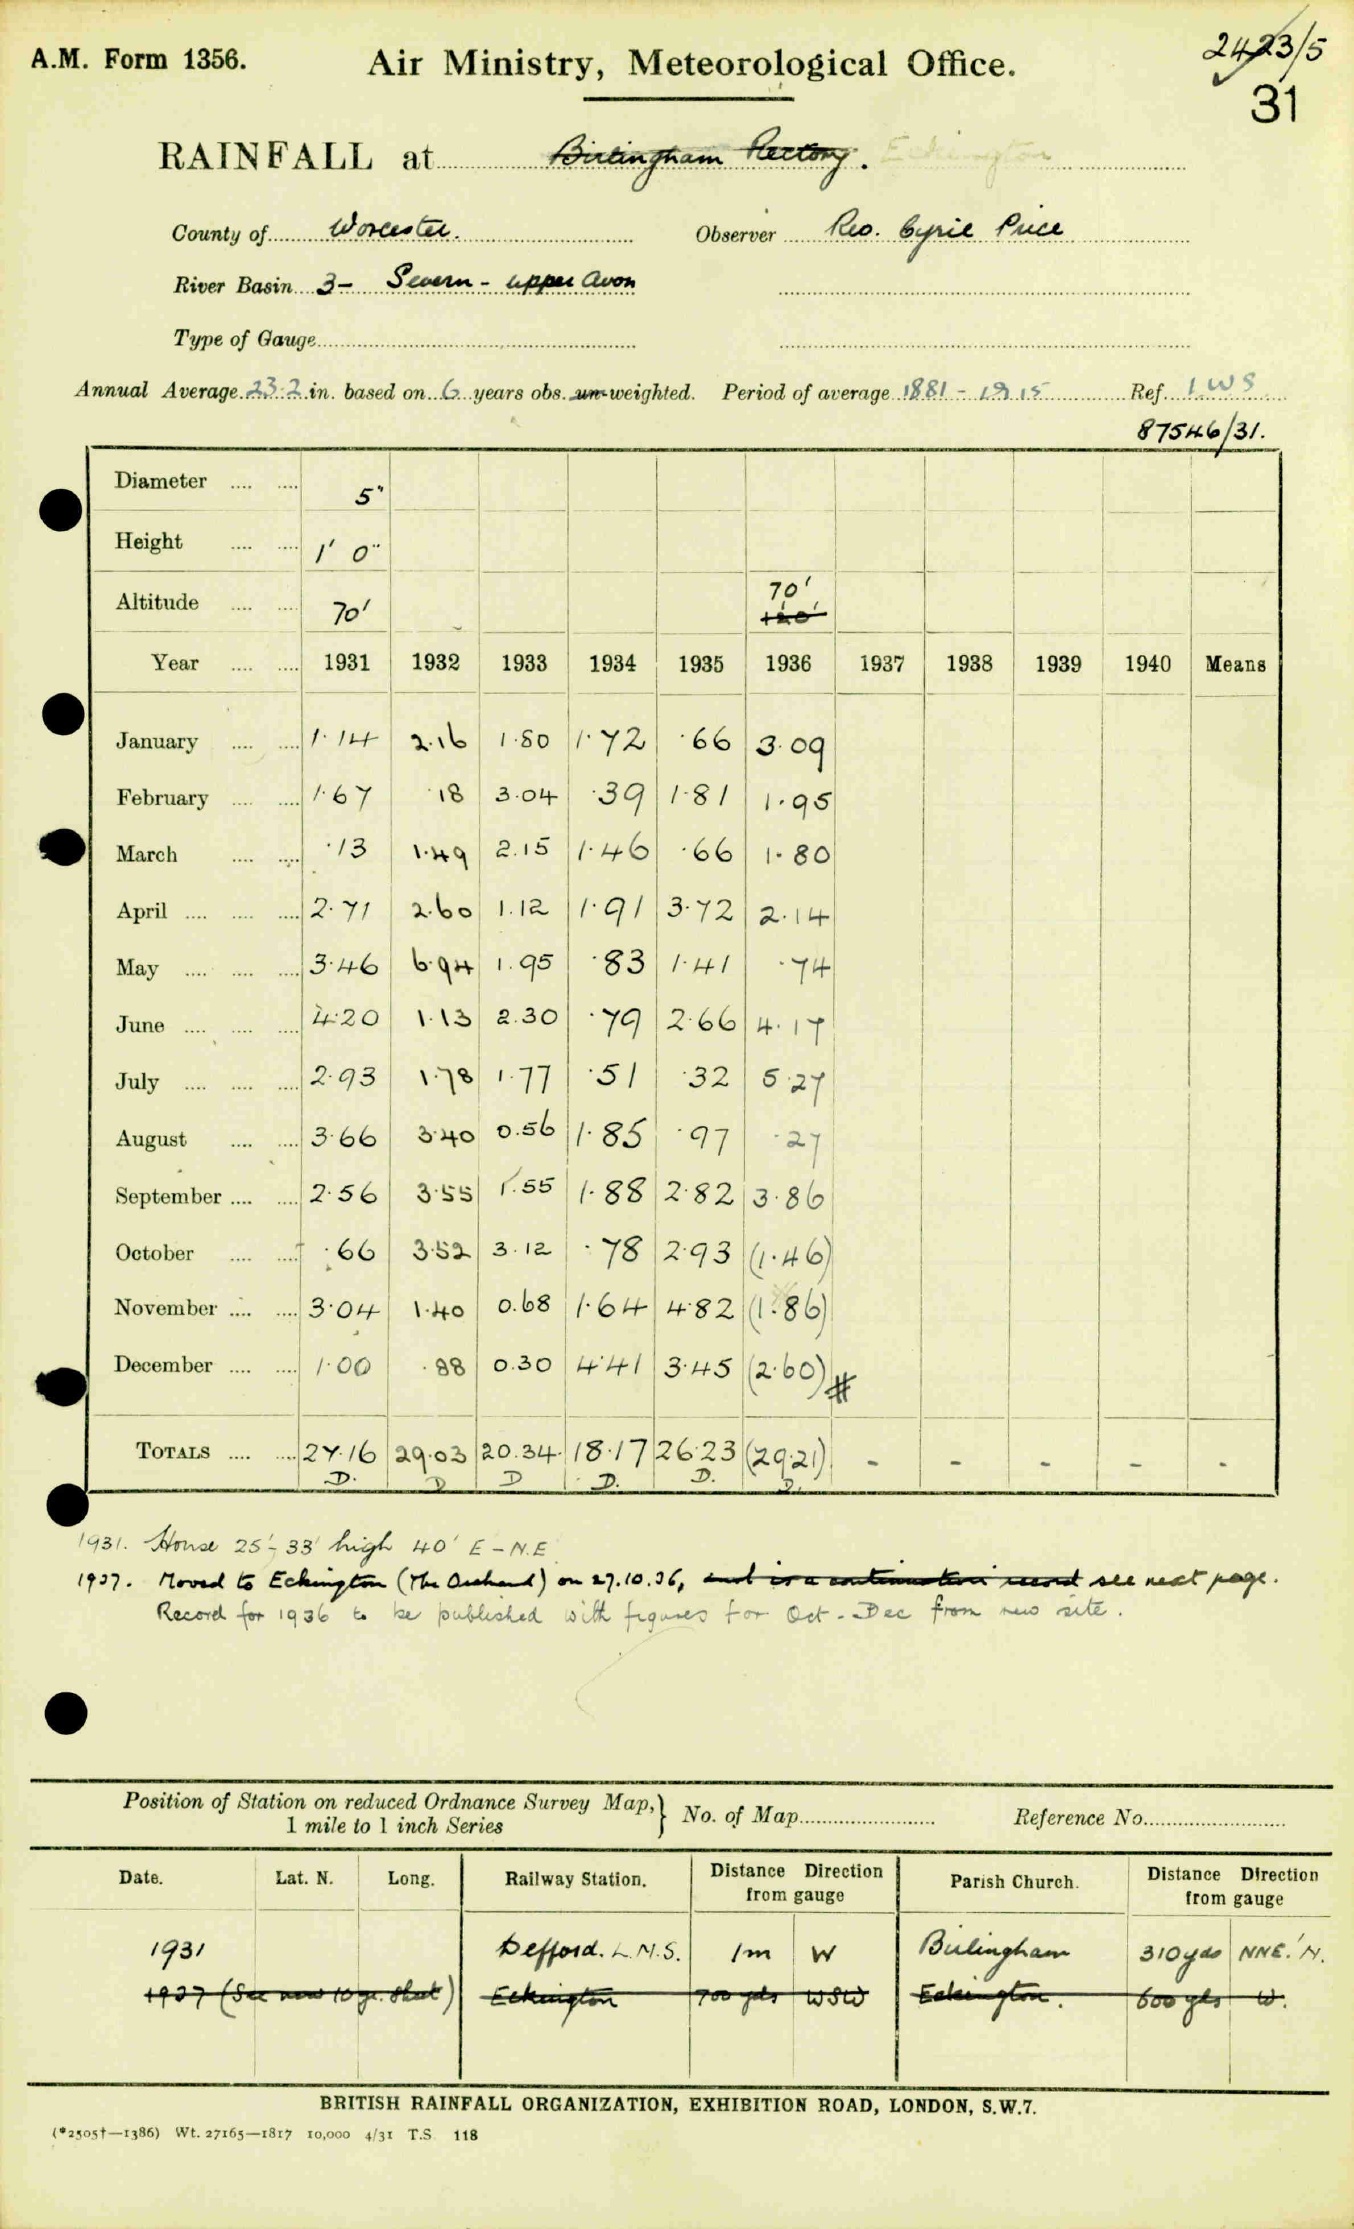 A.M. Form 1356. Air Ministry, Meteorological Office. 2423/5
31
RAINFALL at Birlingham Rectory. Eckington
County of Worcester. Observer Rev. Cyril Price
River Basin 3- Severn - upper Avon
Type of Gauge
Annual Average 23.2 in. based on 6 years obs. un-weighted. Period of average 1881 - 1915 Ref. I.W.S
87546/31.
Diameter 5"
Height 1' 0"
Altitude 70' 70' 120'
Year 1931 1932 1933 1934 1935 1936 1937 1938 1939 1940 Means
January 1.14 2.16 1.80 1.72 .66 3.09
February 1.67 .18 3.04 .39 1.81 1.95
March .13 1.49 2.15 1.46 .66 1.80
April 2.71 2.60 1.12 1.91 3.72 2.14
May 3.46 6.94 1.95 .83 1.41 .74
June 4.20 1.13 2.30 .79 2.66 4.17
July 2.93 1.78 1.77 .51 .32 5.27
August 3.66 3.40 0.56 1.85 .97 .27
September 2.56 3.55 1.55 1.88 2.82 3.86
October .66 3.52 3.12 .78 2.93 (1.46)
November 3.04 1.40 0.68 1.64 4.82 (1.86)
December 1.00 .88 0.30 4.41 3.45 (2.60) #
TOTALS 27.16 29.03 20.34 18.17 26.23 (29.21) - - - - -
D. D D D. D. D.
1931. House 25'-33' high 40' E-N.E
1937. Moved to Eckington (The Orchard) on 27.10.36, and is a continuation record see next page.
Record for 1936 to be published with figures for Oct - Dec from new site.
Position of Station on reduced Ordnance Survey Map, 1 mile to 1 inch Series } No. of Map Reference No.
Date. Lat. N. Long. Railway Station. Distance Direction from gauge Parish Church. Distance Direction from gauge
1931 Defford. L.M.S. 1m W Birlingham 310 yds NNE.'N.
1937 (See new 10 yr. sheet) Eckington 700 yds WSW Eckington. 600 yds W.
BRITISH RAINFALL ORGANIZATION, EXHIBITION ROAD, LONDON, S.W.7.
(*2505†—1386) Wt. 27165—1817 10,000 4/31 T.S. 118